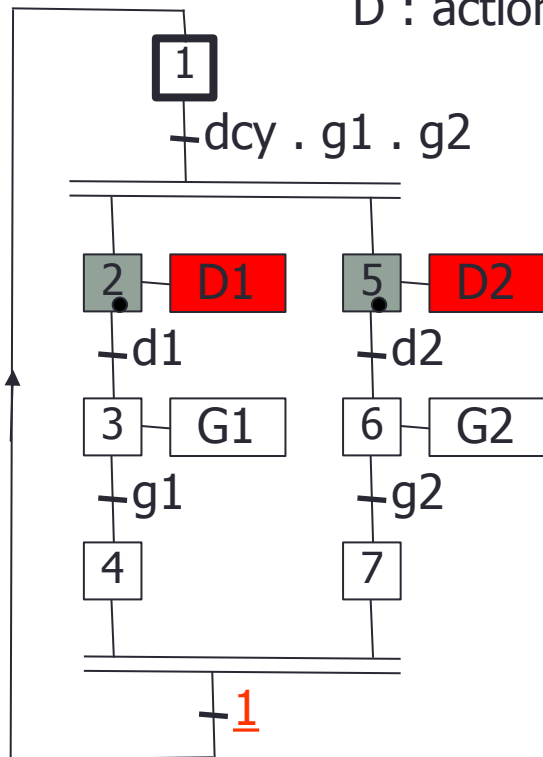 D : action
1
dcy . g1 . g2
2 D1 5 D2
d1 d2
3 G1 6 G2
g1 g2
4 7
1